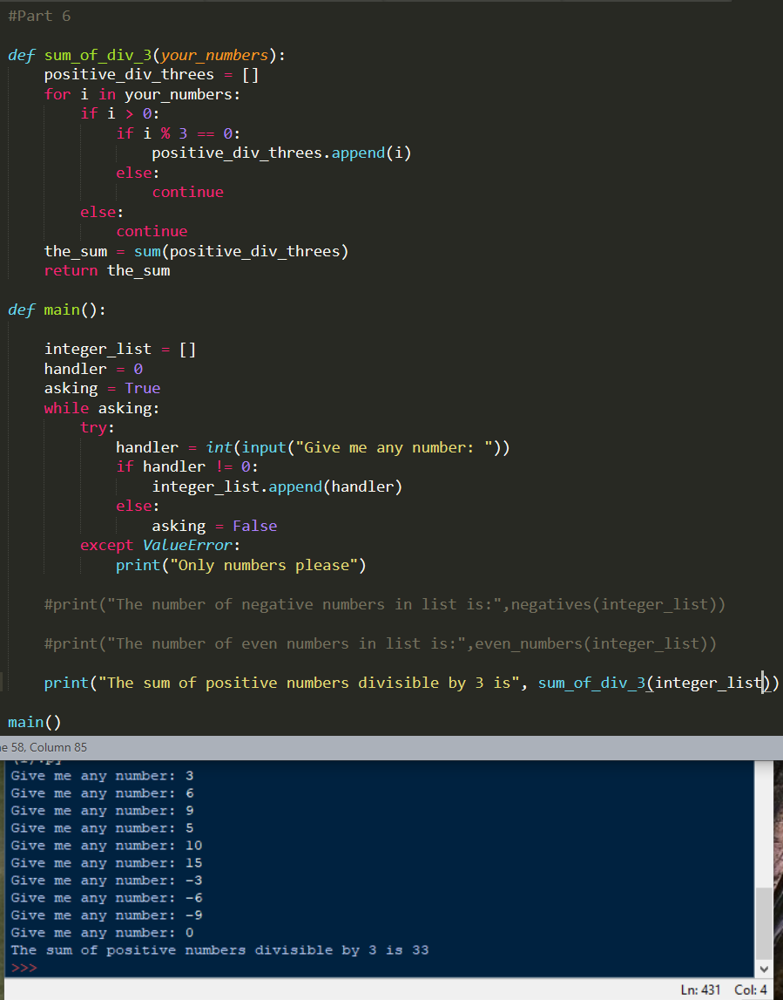 #Part 6
def sum_of_div_3(your_numbers):
    positive_div_threes = []
    for i in your_numbers:
        if i > 0:
            if i % 3 == 0:
                positive_div_threes.append(i)
            else:
                continue
        else:
            continue
    the_sum = sum(positive_div_threes)
    return the_sum
def main():
    integer_list = []
    handler = 0
    asking = True
    while asking:
        try:
            handler = int(input("Give me any number: "))
            if handler != 0:
                integer_list.append(handler)
            else:
                asking = False
        except ValueError:
            print("Only numbers please")
    #print("The number of negative numbers in list is:",negatives(integer_list))
    #print("The number of even numbers in list is:",even_numbers(integer_list))
    print("The sum of positive numbers divisible by 3 is", sum_of_div_3(integer_list))
main()
58, Column 85
Give me any number: 3
Give me any number: 6
Give me any number: 9
Give me any number: 5
Give me any number: 10
Give me any number: 15
Give me any number: -3
Give me any number: -6
Give me any number: -9
Give me any number: 0
The sum of positive numbers divisible by 3 is 33
>>>
Ln: 431 Col: 4